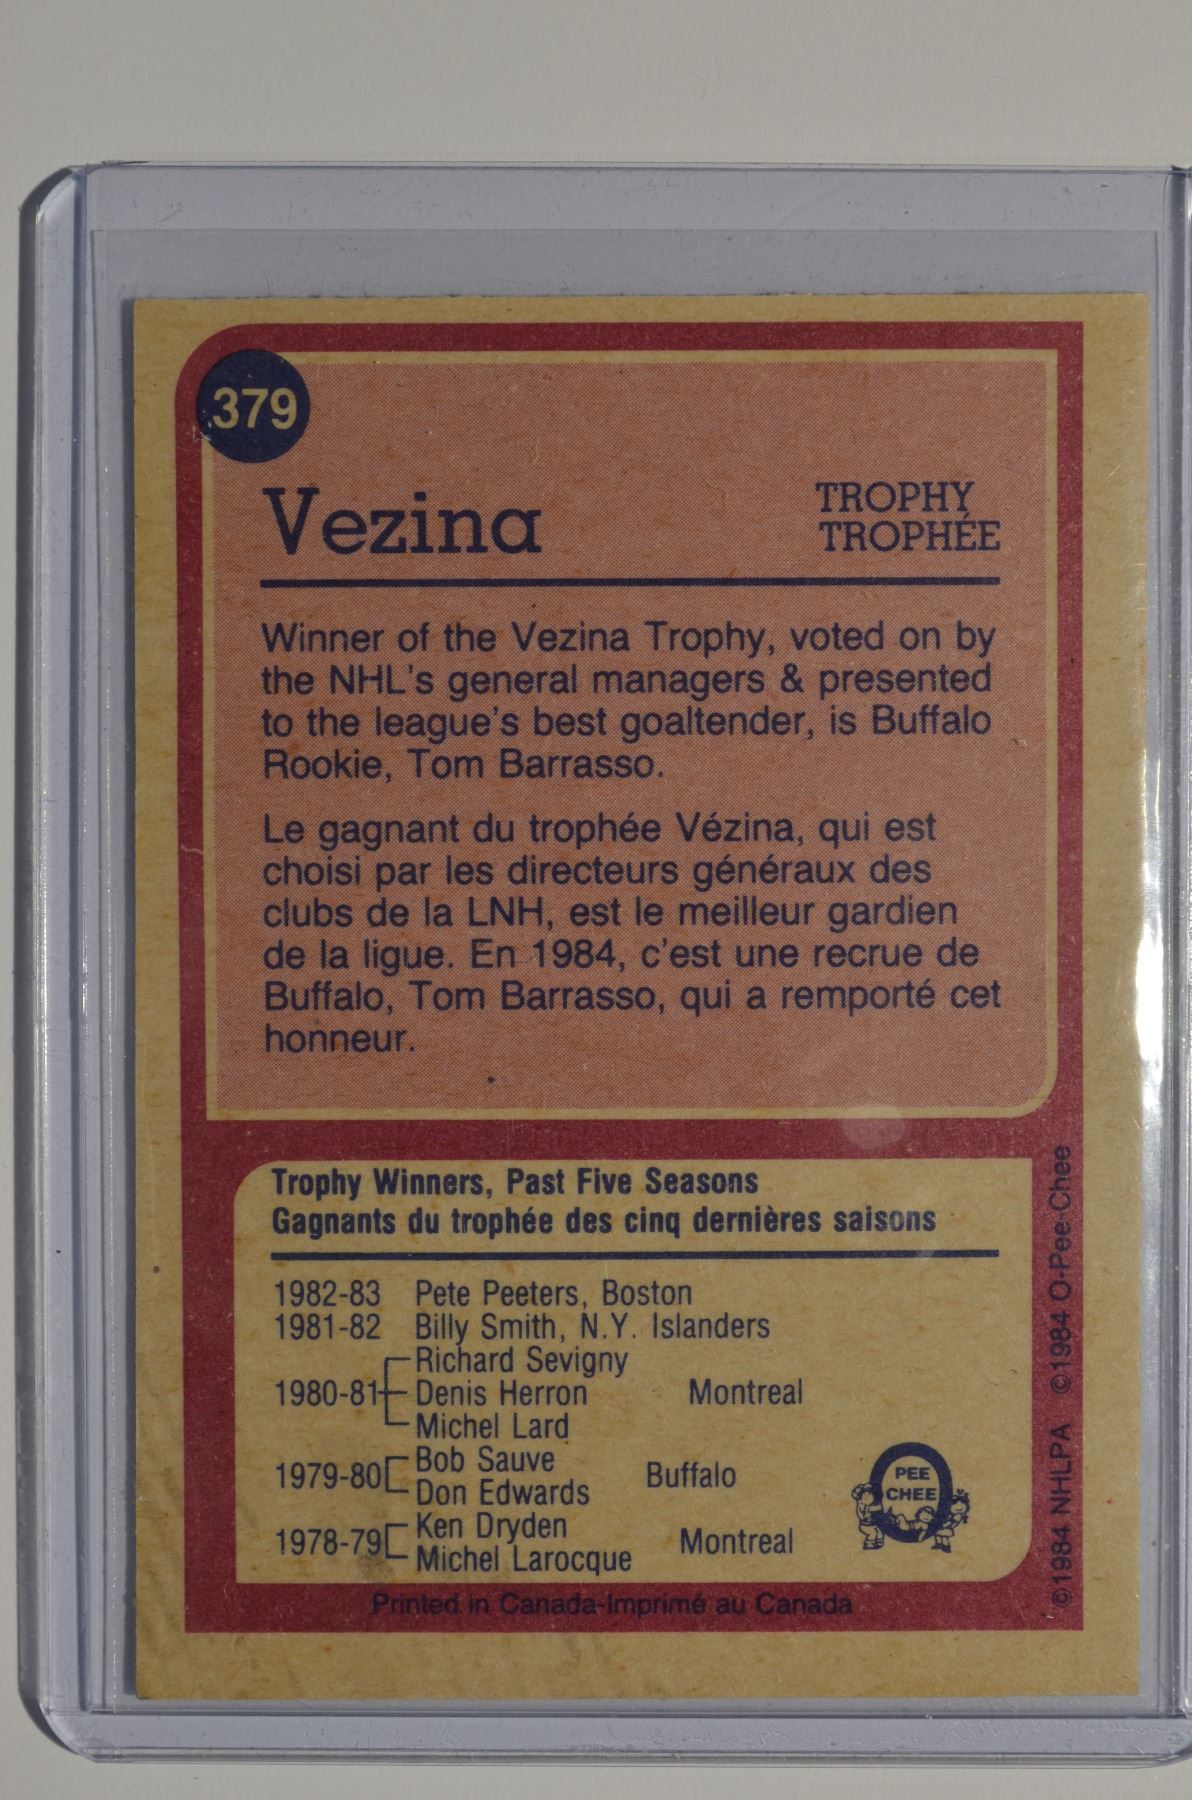 379
Vezina
TROPHY
TROPHÉE
Winner of the Vezina Trophy, voted on by
the NHL's general managers & presented
to the league's best goaltender, is Buffalo
Rookie, Tom Barrasso.
Le gagnant du trophée Vézina, qui est
choisi par les directeurs généraux des
clubs de la LNH, est le meilleur gardien
de la ligue. En 1984, c'est une recrue de
Buffalo, Tom Barrasso, qui a remporté cet
honneur.
Trophy Winners, Past Five Seasons
Gagnants du trophée des cinq dernières saisons
1982-83 Pete Peeters, Boston
1981-82 Billy Smith, N.Y. Islanders
Richard Sevigny
1980-81 Denis Herron Montreal
Michel Lard
Bob Sauve
1979-80 Buffalo
Don Edwards
Ken Dryden
1978-79 Montreal
Michel Larocque
PEE
CHEE
Printed in Canada-Imprimé au Canada
©1984 NHLPA ©1984 O-Pee-Chee